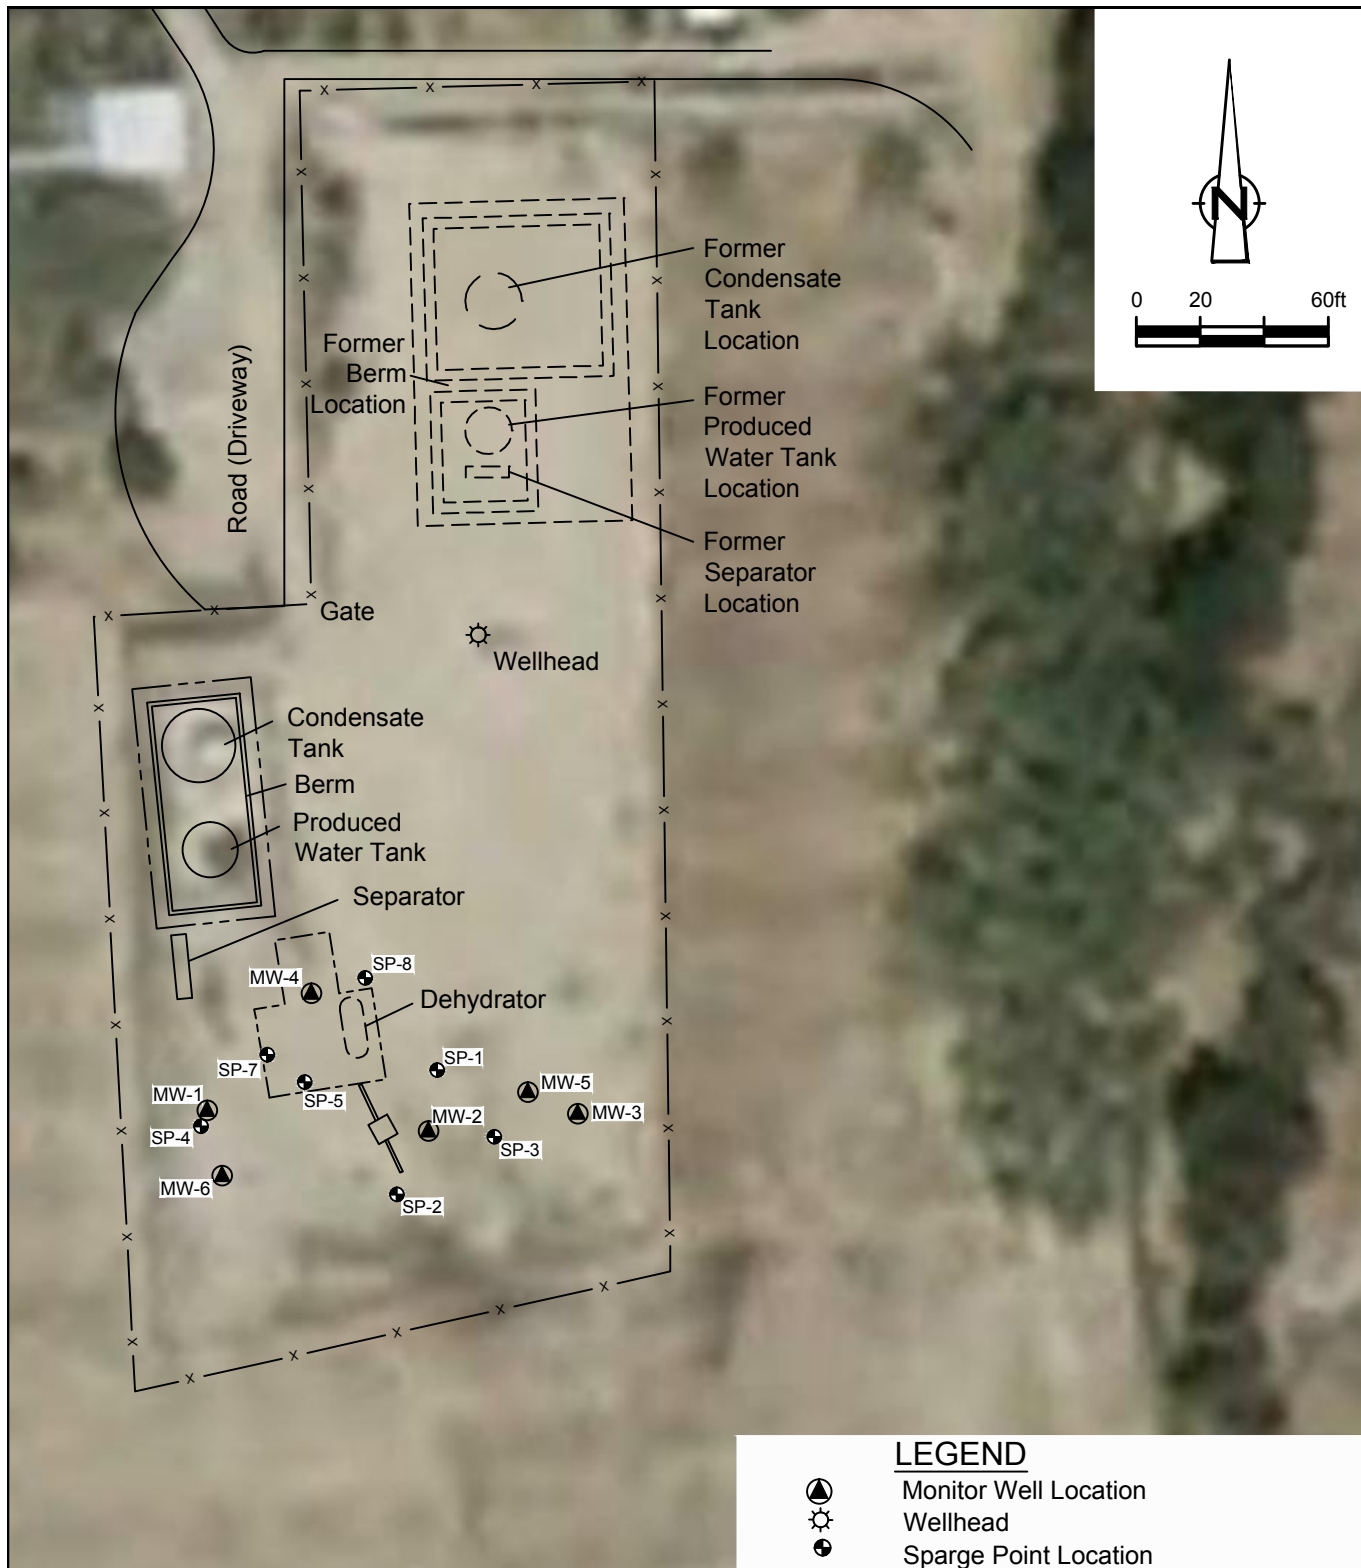 N
0 20 60ft
Former
Condensate
Tank
Location
Former
Berm
Location
Former
Produced
Water Tank
Location
Former
Separator
Location
Road (Driveway)
Gate
Wellhead
Condensate
Tank
Berm
Produced
Water Tank
Separator
MW-4
SP-8
Dehydrator
SP-7
SP-1
SP-5
MW-5
MW-1
MW-3
MW-2
SP-4
SP-3
MW-6
SP-2
LEGEND
Monitor Well Location
Wellhead
Sparge Point Location